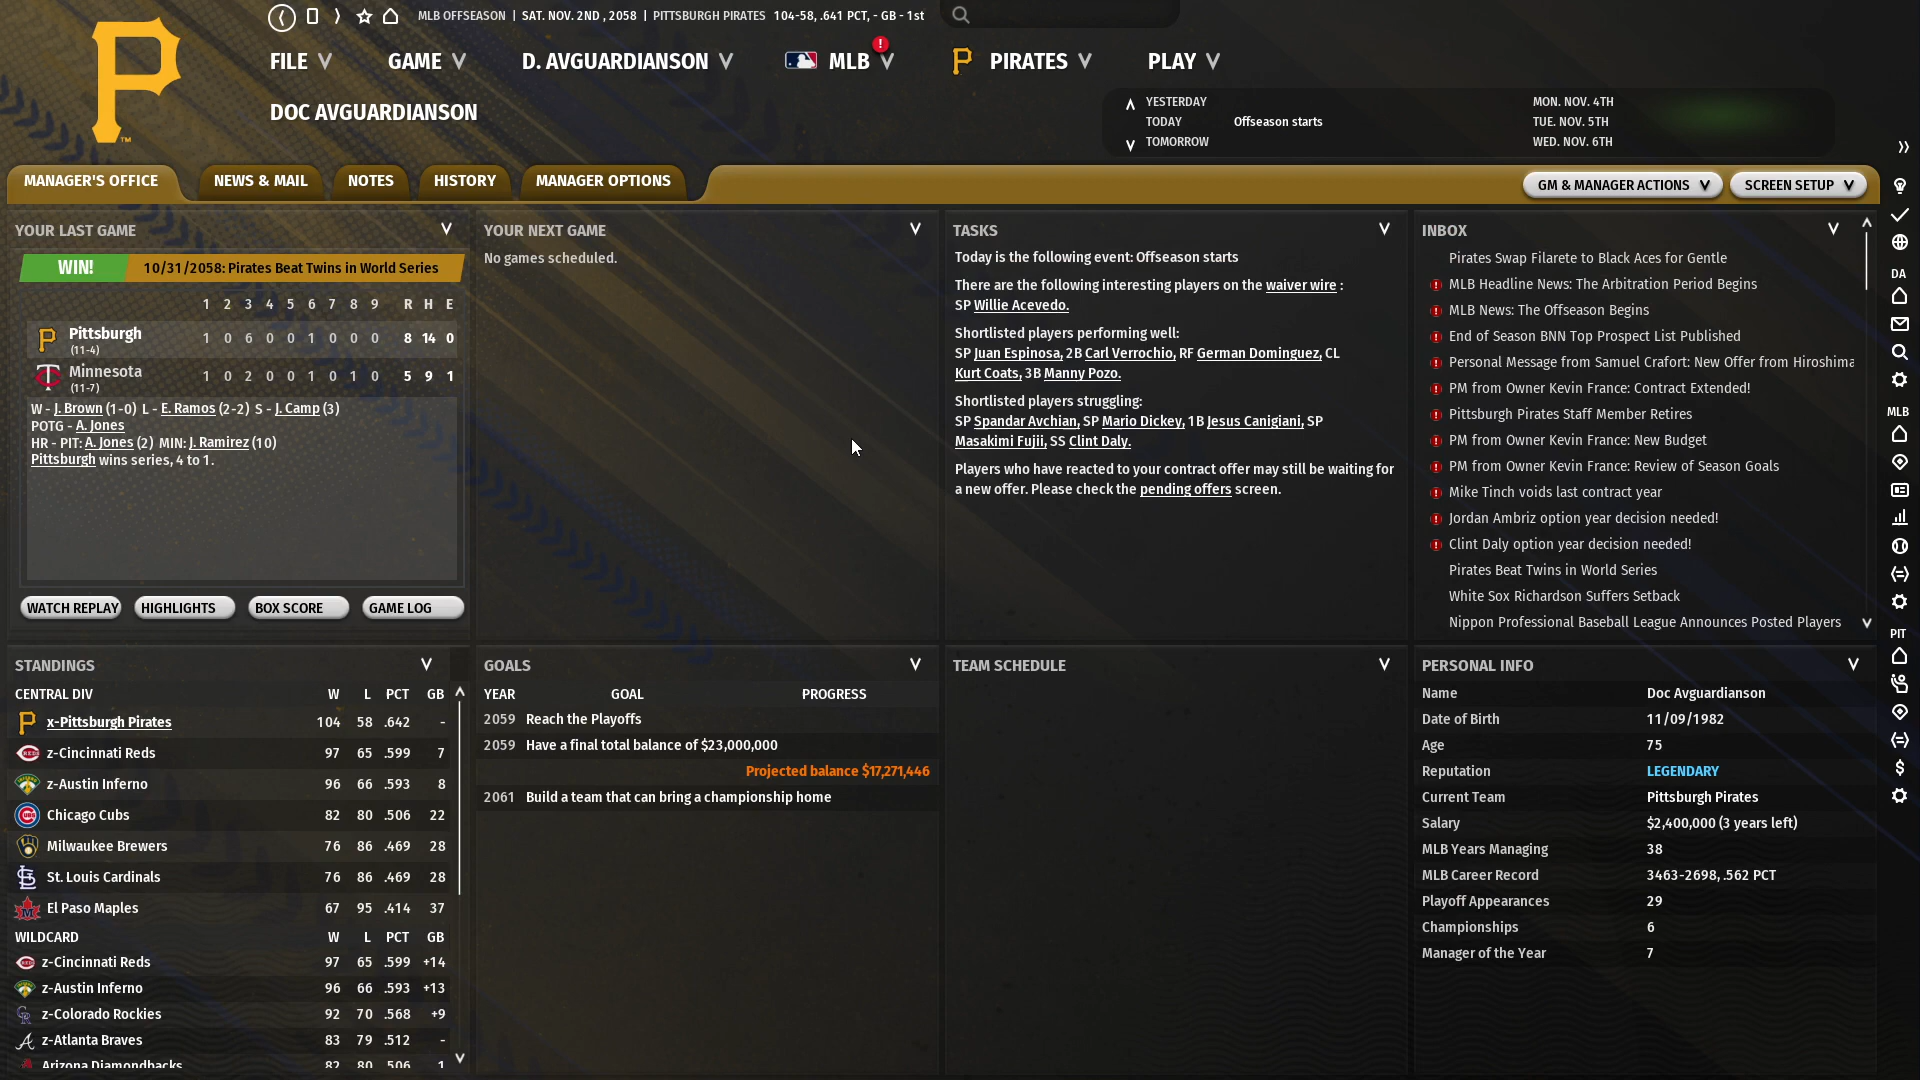 MLB OFFSEASON | SAT. NOV. 2ND , 2058 | PITTSBURGH PIRATES 104-58, .641 PCT, - GB - 1st
FILE GAME D. AVGUARDIANSON MLB PIRATES PLAY
DOC AVGUARDIANSON
YESTERDAY MON. NOV. 4TH
TODAY Offseason starts TUE. NOV. 5TH
TOMORROW WED. NOV. 6TH
MANAGER'S OFFICE NEWS & MAIL NOTES HISTORY MANAGER OPTIONS GM & MANAGER ACTIONS SCREEN SETUP
YOUR LAST GAME
WIN! 10/31/2058: Pirates Beat Twins in World Series
1 2 3 4 5 6 7 8 9 R H E
Pittsburgh 1 0 6 0 0 1 0 0 0 8 14 0
(11-4)
Minnesota 1 0 2 0 0 1 0 1 0 5 9 1
(11-7)
W - J. Brown (1-0) L - E. Ramos (2-2) S - J. Camp (3)
POTG - A. Jones
HR - PIT: A. Jones (2) MIN: J. Ramirez (10)
Pittsburgh wins series, 4 to 1.
WATCH REPLAY HIGHLIGHTS BOX SCORE GAME LOG
YOUR NEXT GAME
No games scheduled.
TASKS
Today is the following event: Offseason starts
There are the following interesting players on the waiver wire :
SP Willie Acevedo.
Shortlisted players performing well:
SP Juan Espinosa, 2B Carl Verrochio, RF German Dominguez, CL
Kurt Coats, 3B Manny Pozo.
Shortlisted players struggling:
SP Spandar Avchian, SP Mario Dickey, 1B Jesus Canigiani, SP
Masakimi Fujii, SS Clint Daly.
Players who have reacted to your contract offer may still be waiting for
a new offer. Please check the pending offers screen.
INBOX
Pirates Swap Filarete to Black Aces for Gentle
MLB Headline News: The Arbitration Period Begins
MLB News: The Offseason Begins
End of Season BNN Top Prospect List Published
Personal Message from Samuel Crafort: New Offer from Hiroshima
PM from Owner Kevin France: Contract Extended!
Pittsburgh Pirates Staff Member Retires
PM from Owner Kevin France: New Budget
PM from Owner Kevin France: Review of Season Goals
Mike Tinch voids last contract year
Jordan Ambriz option year decision needed!
Clint Daly option year decision needed!
Pirates Beat Twins in World Series
White Sox Richardson Suffers Setback
Nippon Professional Baseball League Announces Posted Players
STANDINGS
CENTRAL DIV W L PCT GB
x-Pittsburgh Pirates 104 58 .642 -
z-Cincinnati Reds 97 65 .599 7
z-Austin Inferno 96 66 .593 8
Chicago Cubs 82 80 .506 22
Milwaukee Brewers 76 86 .469 28
St. Louis Cardinals 76 86 .469 28
El Paso Maples 67 95 .414 37
WILDCARD W L PCT GB
z-Cincinnati Reds 97 65 .599 +14
z-Austin Inferno 96 66 .593 +13
z-Colorado Rockies 92 70 .568 +9
z-Atlanta Braves 83 79 .512 -
Arizona Diamondbacks 82 80 .506 1
GOALS
YEAR GOAL PROGRESS
2059 Reach the Playoffs
2059 Have a final total balance of $23,000,000
Projected balance $17,271,446
2061 Build a team that can bring a championship home
TEAM SCHEDULE
PERSONAL INFO
Name Doc Avguardianson
Date of Birth 11/09/1982
Age 75
Reputation LEGENDARY
Current Team Pittsburgh Pirates
Salary $2,400,000 (3 years left)
MLB Years Managing 38
MLB Career Record 3463-2698, .562 PCT
Playoff Appearances 29
Championships 6
Manager of the Year 7
DA
MLB
PIT